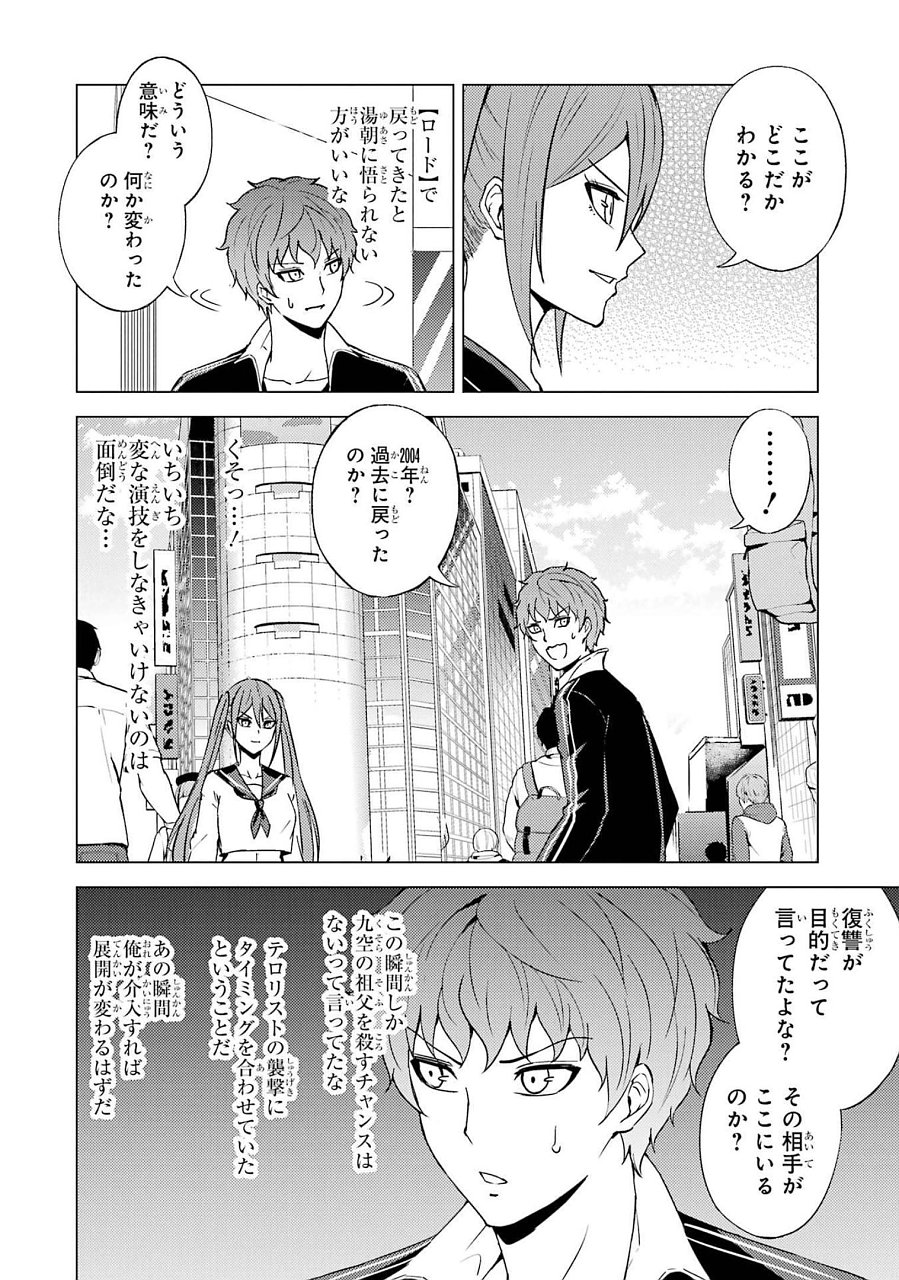 ここが
どこだか
わかる?
【ロード】で
戻ってきたと
湯朝に悟られない
方がいいな
どういう
意味だ?
何か変わった
のか?
……!
2004年?
過去に戻った
のか?
くそっ…!
いちいち
変な演技をしなきゃいけないのは
面倒だな…
復讐が
目的だって
言ってたよな?
その相手が
ここにいる
のか?
この瞬間しか
九空の祖父を殺すチャンスは
ないって言ってたな
テロリストの襲撃に
タイミングを合わせていた
ということだ
あの瞬間
俺が介入すれば
展開が変わるはずだ